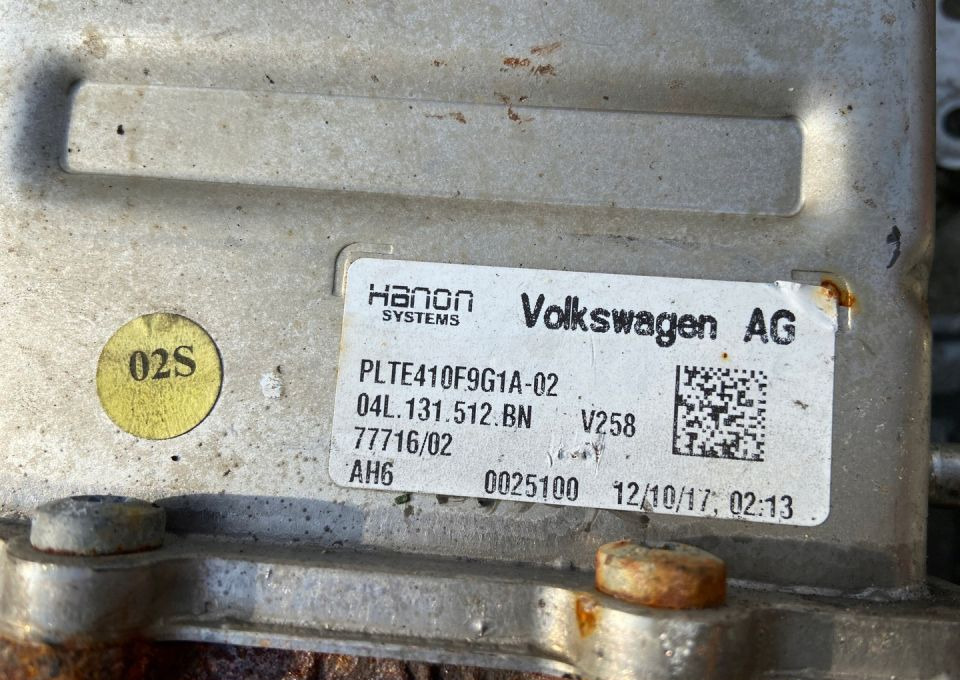 Hanon
SYSTEMS
Volkswagen AG
PLTE410F9G1A-02
04L.131.512.BN V258
77716/02
AH6 0025100 12/10/17; 02:13
02S